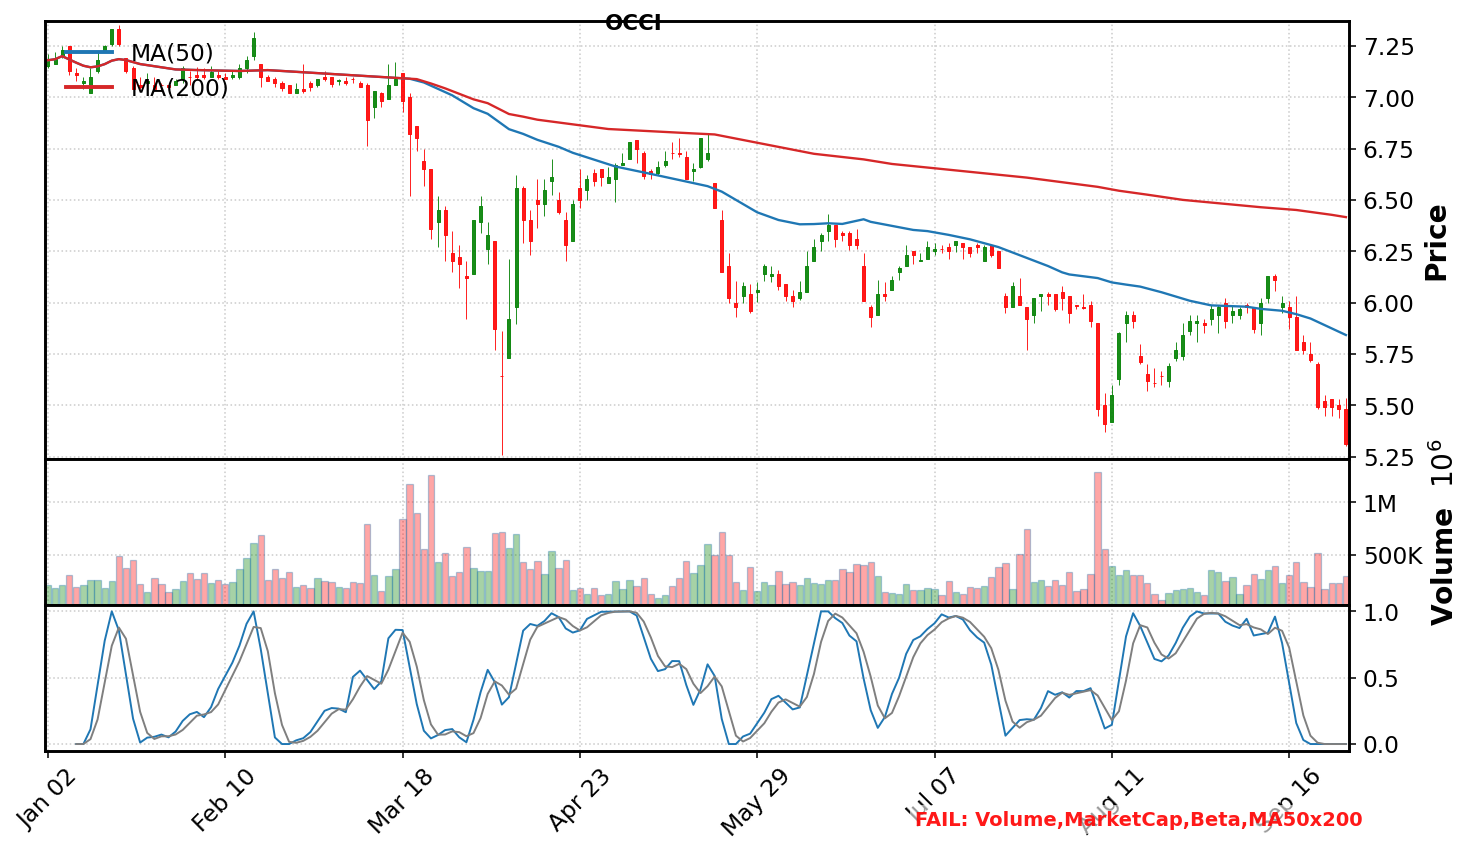 OCCI
MA(50)
MA(200)
7.25
7.00
6.75
6.50
6.25
6.00
5.75
5.50
5.25
Price
10^6
1M
500K
Volume
1.0
0.5
0.0
Jan 02
Feb 10
Mar 18
Apr 23
May 29
Jul 07
Aug 11
Sep 16
FAIL: Volume,MarketCap,Beta,MA50x200